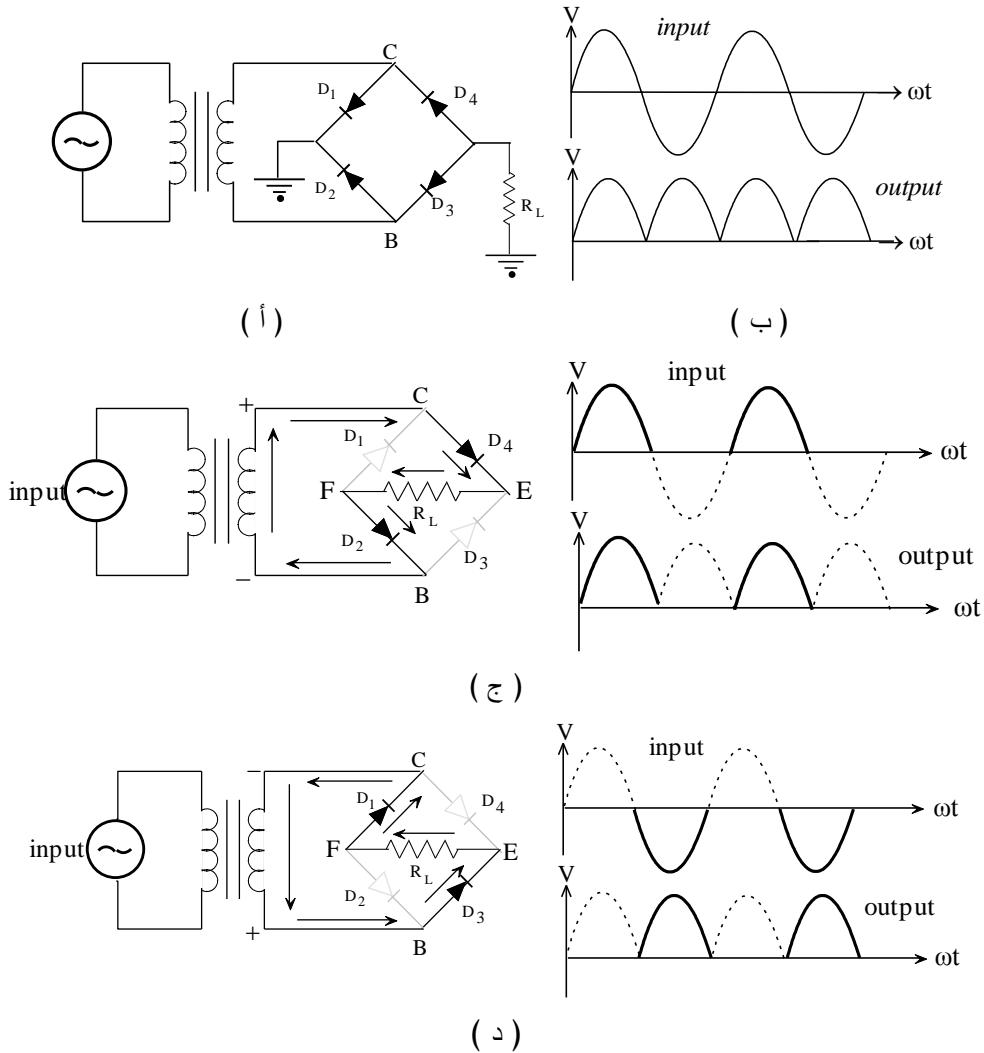 V
input
C
D1 D4
ωt
V
D2 D3
output
RL
B
ωt
( أ )
( ب )
V
input
C
+
D1 D4
ωt
input
F E
RL
V
D2 D3
output
−
B
ωt
( ج )
V
input
C
−
D1 D4
ωt
input
F E
RL
V
D2 D3
output
+
B
ωt
( د )